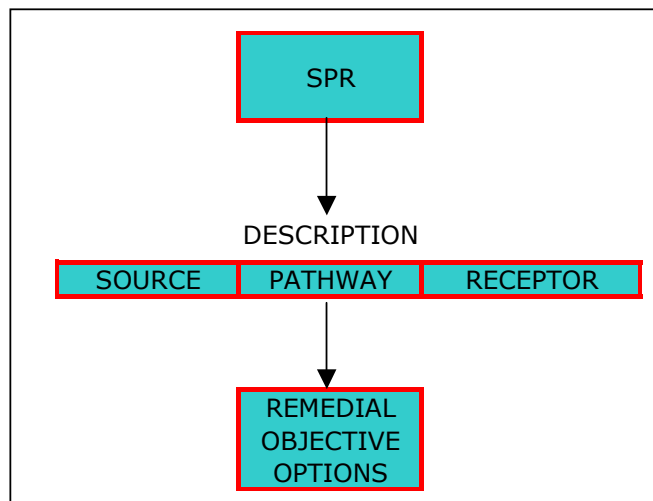 SPR
DESCRIPTION
SOURCE PATHWAY RECEPTOR
REMEDIAL
OBJECTIVE
OPTIONS